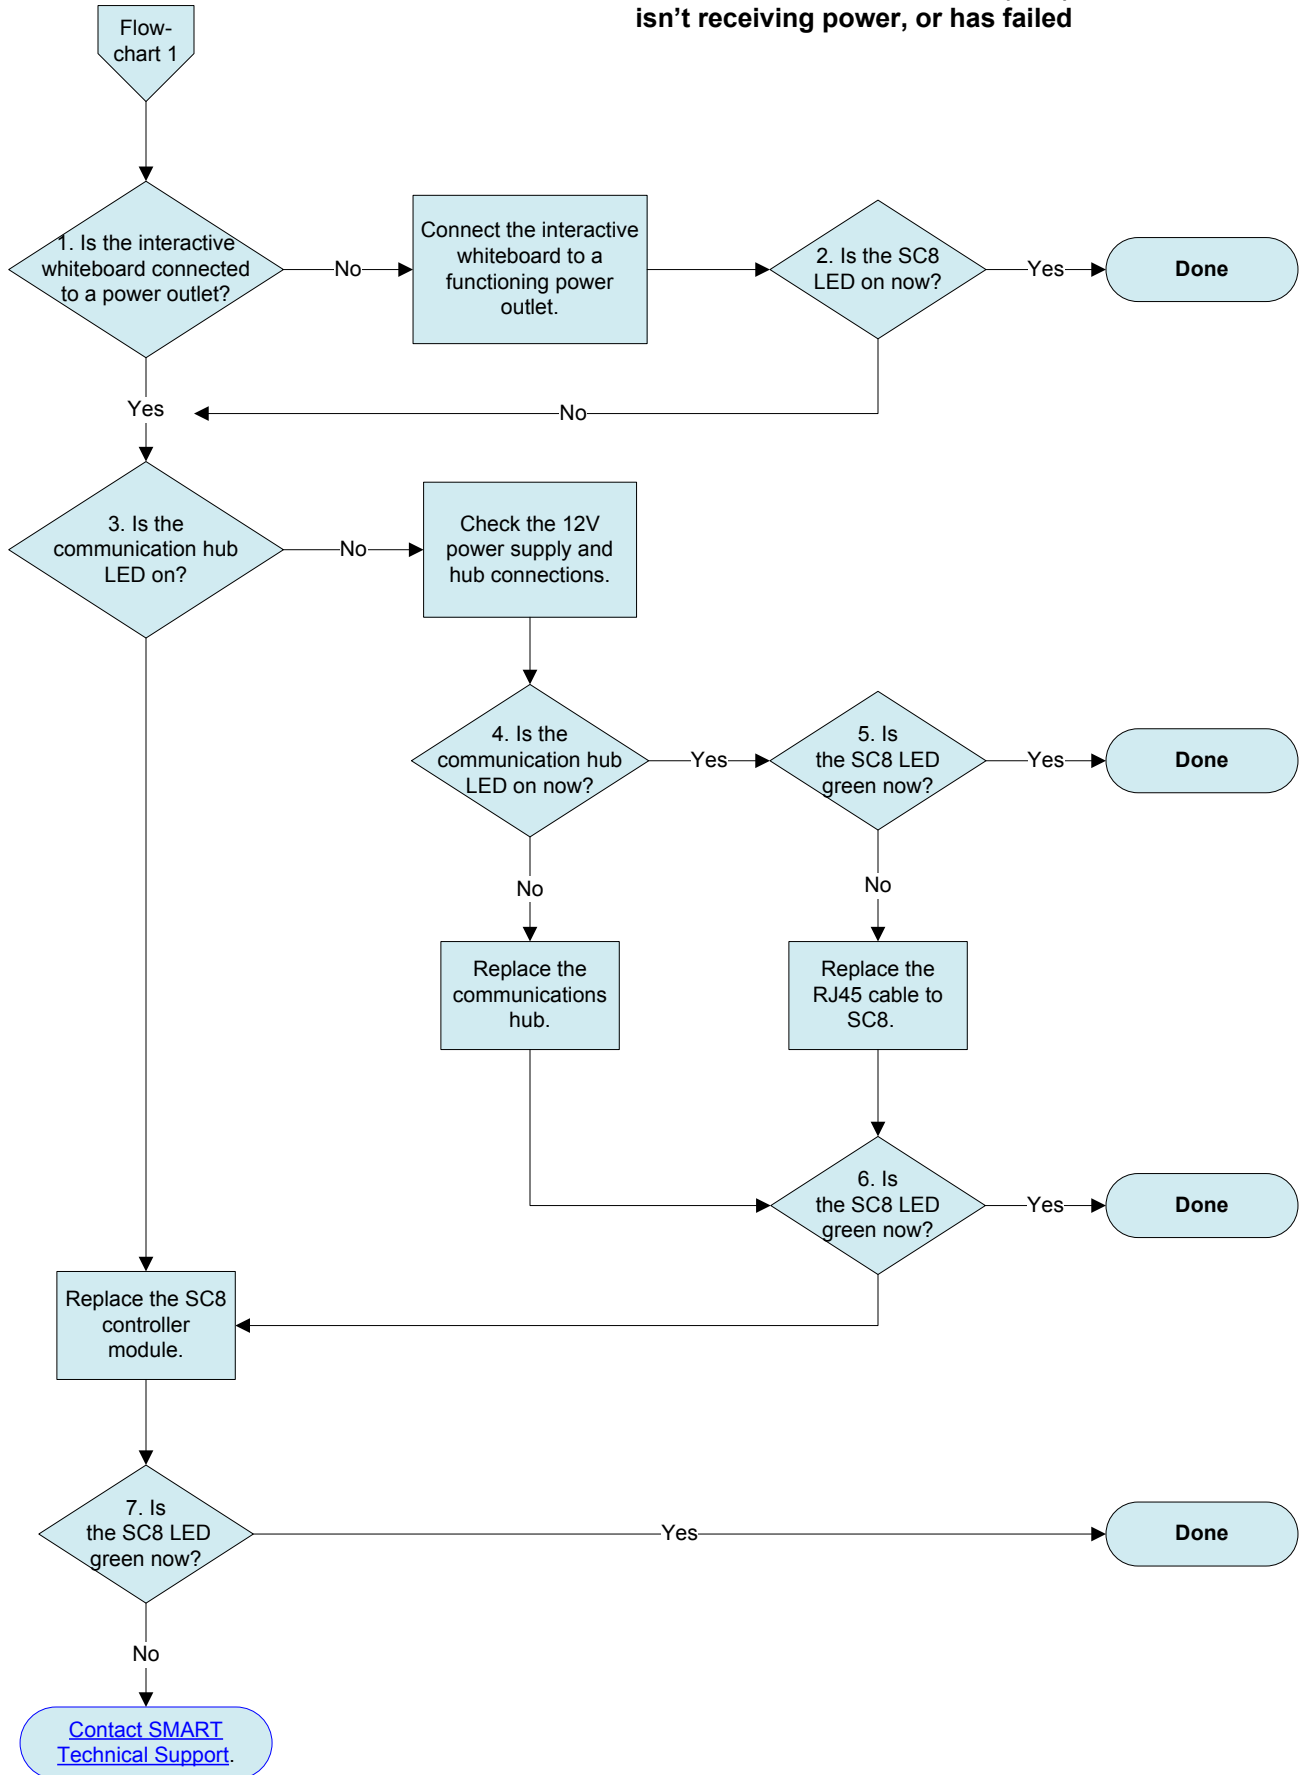 isn't receiving power, or has failed
Flow-
chart 1
1. Is the interactive
whiteboard connected
to a power outlet?
No
Connect the interactive
whiteboard to a
functioning power
outlet.
2. Is the SC8
LED on now?
Yes
Done
Yes
No
3. Is the
communication hub
LED on?
No
Check the 12V
power supply and
hub connections.
4. Is the
communication hub
LED on now?
Yes
5. Is
the SC8 LED
green now?
Yes
Done
No
No
Replace the
communications
hub.
Replace the
RJ45 cable to
SC8.
6. Is
the SC8 LED
green now?
Yes
Done
Replace the SC8
controller
module.
7. Is
the SC8 LED
green now?
Yes
Done
No
Contact SMART
Technical Support.